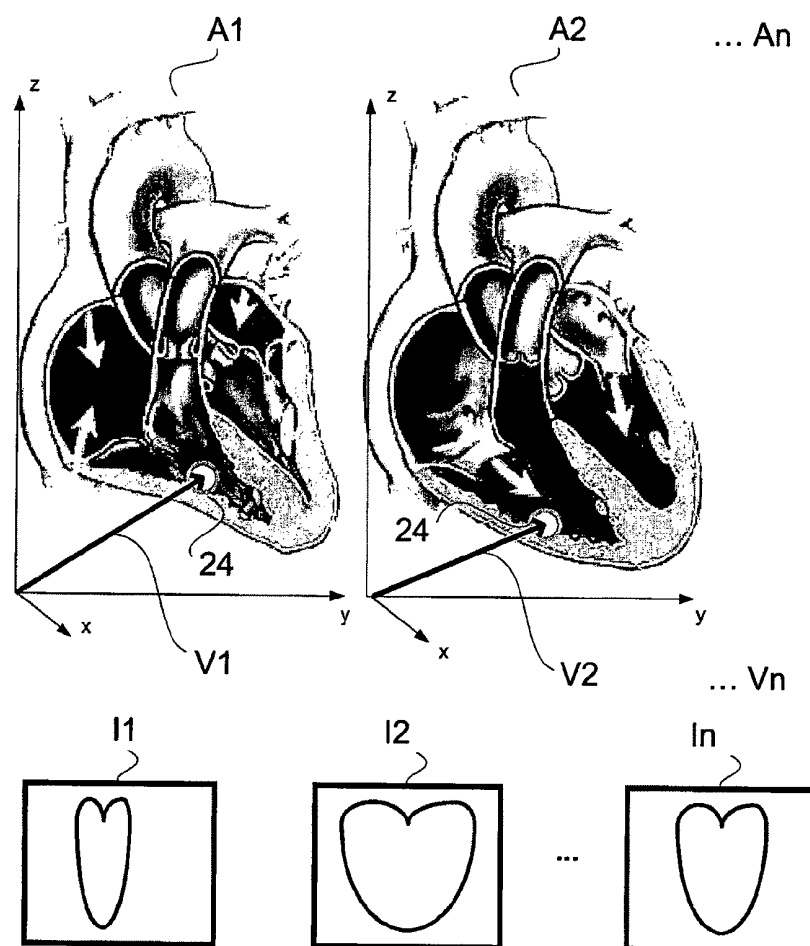 A1 A2 ... An
z z
24 24
y y
x x
V1 V2
... Vn
I1 I2 In
...